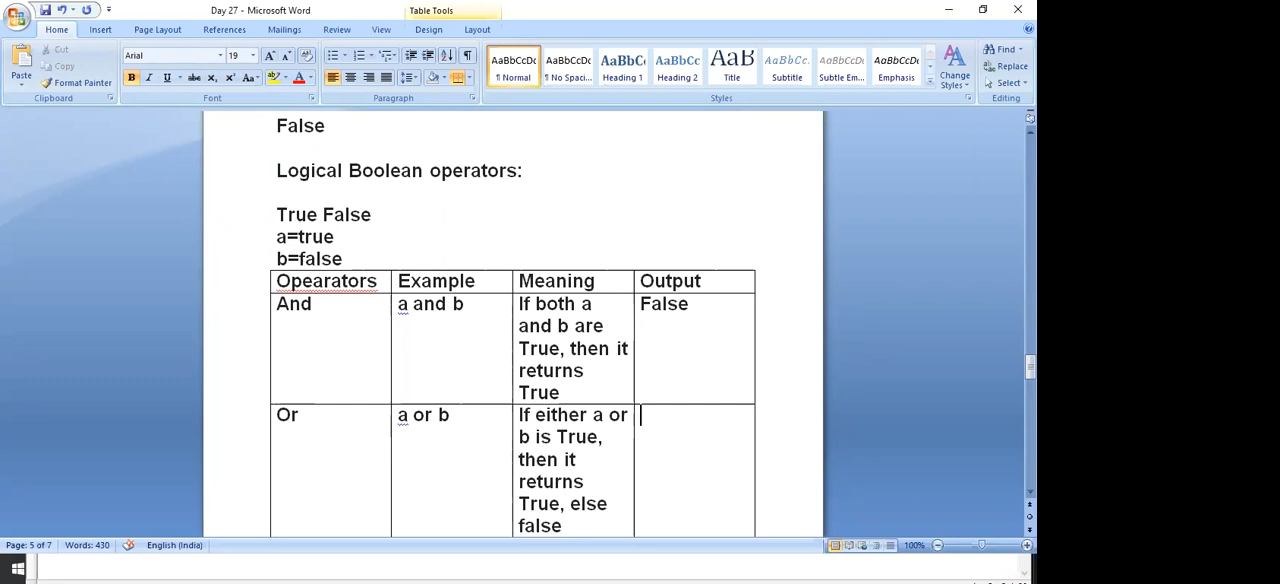 Day 27 - Microsoft Word
Table Tools
Home Insert Page Layout References Mailings Review View Design Layout
Paste
Cut
Copy
Format Painter
Clipboard
Arial 19
B I U abc X₂ X² Aa
Font
Paragraph
AaBbCcDc AaBbCcDc AaBbC AaBbCc AaB AaBbCc. AaBbCcDc AaBbCcDc
¶ Normal ¶ No Spaci... Heading 1 Heading 2 Title Subtitle Subtle Em... Emphasis
Change Styles
Styles
Find
Replace
Select
Editing
False
Logical Boolean operators:
True False
a=true
b=false
Opearators Example Meaning Output
And a and b If both a False
and b are
True, then it
returns
True
Or a or b If either a or
b is True,
then it
returns
True, else
false
Page: 5 of 7 Words: 430 English (India) 100%